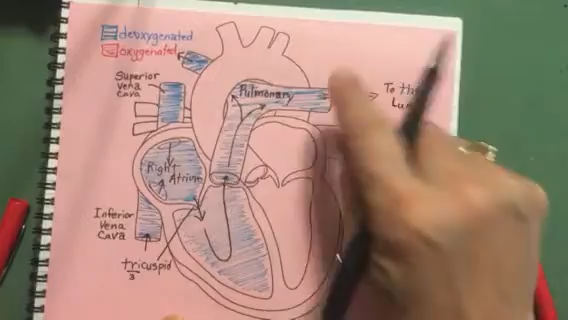 deoxygenated
oxygenated
Superior
Vena
Cava
Pulmonary
To the
Right
Atrium
Inferior
Vena
Cava
tricuspid
3